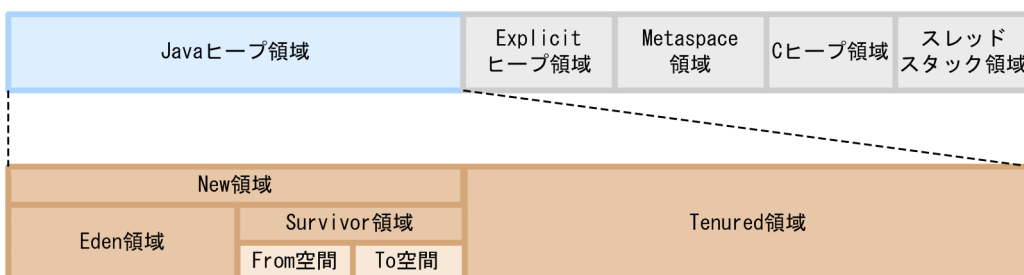 Javaヒープ領域
Explicit
ヒープ領域
Metaspace
領域
Cヒープ領域
スレッド
スタック領域
New領域
Eden領域
Survivor領域
From空間
To空間
Tenured領域